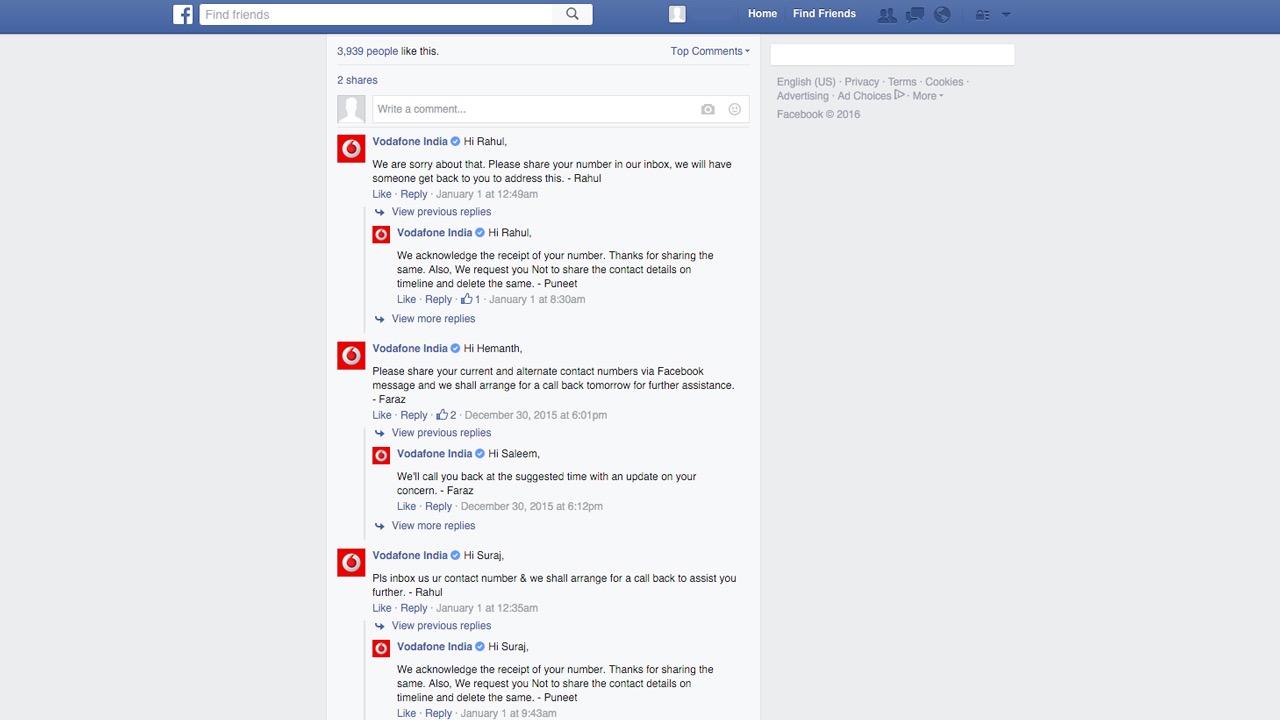 Find friends
Home Find Friends
3,939 people like this.
Top Comments
2 shares
Write a comment...
Vodafone India Hi Rahul,
We are sorry about that. Please share your number in our inbox, we will have
someone get back to you to address this. - Rahul
Like · Reply · January 1 at 12:49am
View previous replies
Vodafone India Hi Rahul,
We acknowledge the receipt of your number. Thanks for sharing the
same. Also, We request you Not to share the contact details on
timeline and delete the same. - Puneet
Like · Reply · 1 · January 1 at 8:30am
View more replies
Vodafone India Hi Hemanth,
Please share your current and alternate contact numbers via Facebook
message and we shall arrange for a call back tomorrow for further assistance.
- Faraz
Like · Reply · 2 · December 30, 2015 at 6:01pm
View previous replies
Vodafone India Hi Saleem,
We'll call you back at the suggested time with an update on your
concern. - Faraz
Like · Reply · December 30, 2015 at 6:12pm
View more replies
Vodafone India Hi Suraj,
Pls inbox us ur contact number & we shall arrange for a call back to assist you
further. - Rahul
Like · Reply · January 1 at 12:35am
View previous replies
Vodafone India Hi Suraj,
We acknowledge the receipt of your number. Thanks for sharing the
same. Also, We request you Not to share the contact details on
timeline and delete the same. - Puneet
Like · Reply · January 1 at 9:43am
English (US) · Privacy · Terms · Cookies ·
Advertising · Ad Choices · More
Facebook © 2016